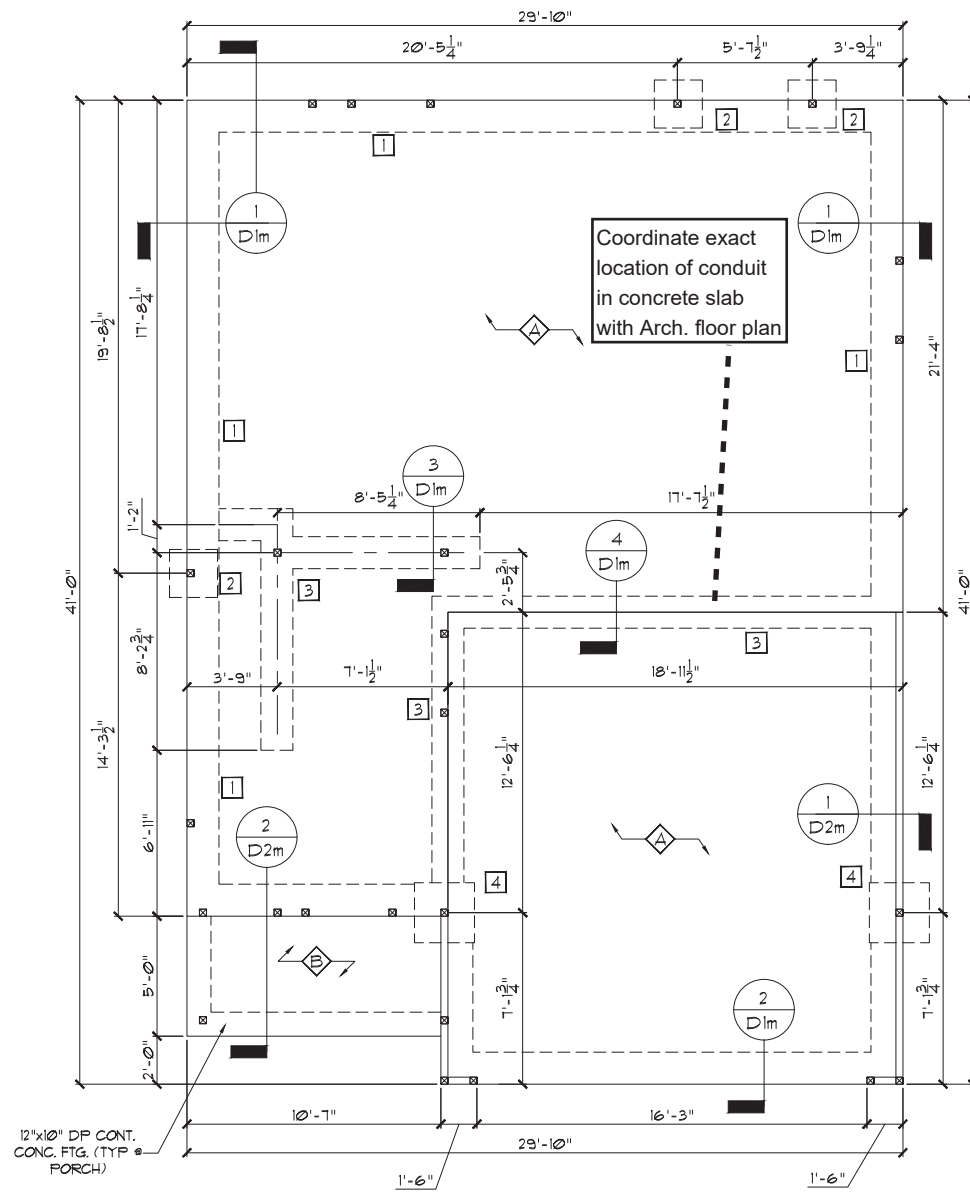 29'-10"
20'-5 1/4"
5'-7 1/2"
3'-9 1/4"
2
2
1
1
D1m
1
D1m
Coordinate exact
location of conduit
in concrete slab
with Arch. floor plan
17'-8 1/4"
19'-8 1/2"
A
21'-4"
1
1
3
D1m
8'-5 1/4"
17'-7 1/2"
1'-2"
4
D1m
41'-0"
41'-0"
2
3
2'-5 3/4"
8'-2 3/4"
3
3'-9"
7'-1 1/2"
18'-11 1/2"
3
14'-3 1/2"
12'-6 1/4"
12'-6 1/4"
1
1
D2m
2
D2m
6'-11"
A
4
4
B
5'-0"
7'-1 3/4"
7'-1 3/4"
2
D1m
2'-0"
10'-7"
16'-3"
12"x10" DP CONT.
CONC. FTG. (TYP @
PORCH)
29'-10"
1'-6"
1'-6"